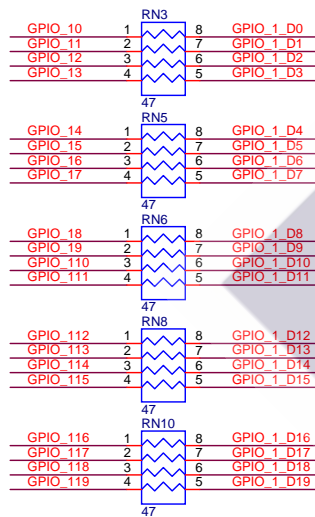 RN3
GPIO_10 1 8 GPIO_1_D0
GPIO_11 2 7 GPIO_1_D1
GPIO_12 3 6 GPIO_1_D2
GPIO_13 4 5 GPIO_1_D3
47
RN5
GPIO_14 1 8 GPIO_1_D4
GPIO_15 2 7 GPIO_1_D5
GPIO_16 3 6 GPIO_1_D6
GPIO_17 4 5 GPIO_1_D7
47
RN6
GPIO_18 1 8 GPIO_1_D8
GPIO_19 2 7 GPIO_1_D9
GPIO_110 3 6 GPIO_1_D10
GPIO_111 4 5 GPIO_1_D11
47
RN8
GPIO_112 1 8 GPIO_1_D12
GPIO_113 2 7 GPIO_1_D13
GPIO_114 3 6 GPIO_1_D14
GPIO_115 4 5 GPIO_1_D15
47
RN10
GPIO_116 1 8 GPIO_1_D16
GPIO_117 2 7 GPIO_1_D17
GPIO_118 3 6 GPIO_1_D18
GPIO_119 4 5 GPIO_1_D19
47